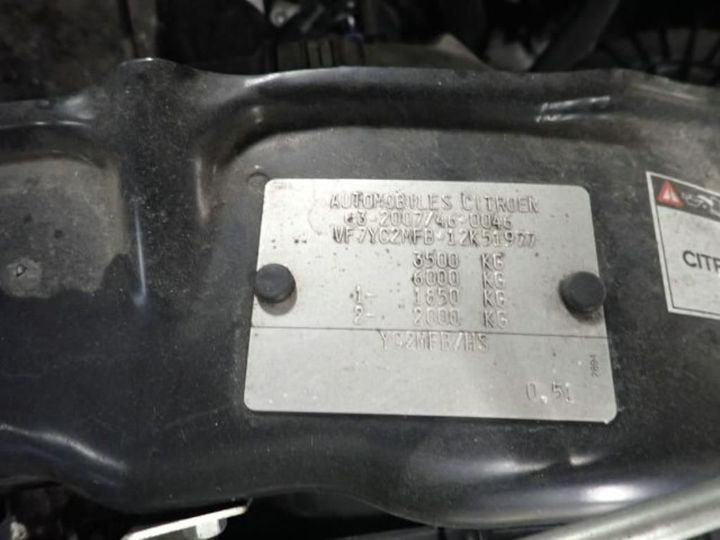 AUTOMOBILES CITROEN
e3-2007/46-0046
VF7YC2MFB-12K51977
3500 KG
6000 KG
1- 1850 KG
2- 2000 KG
YC2MFB/HS
0,51
2894
CITR